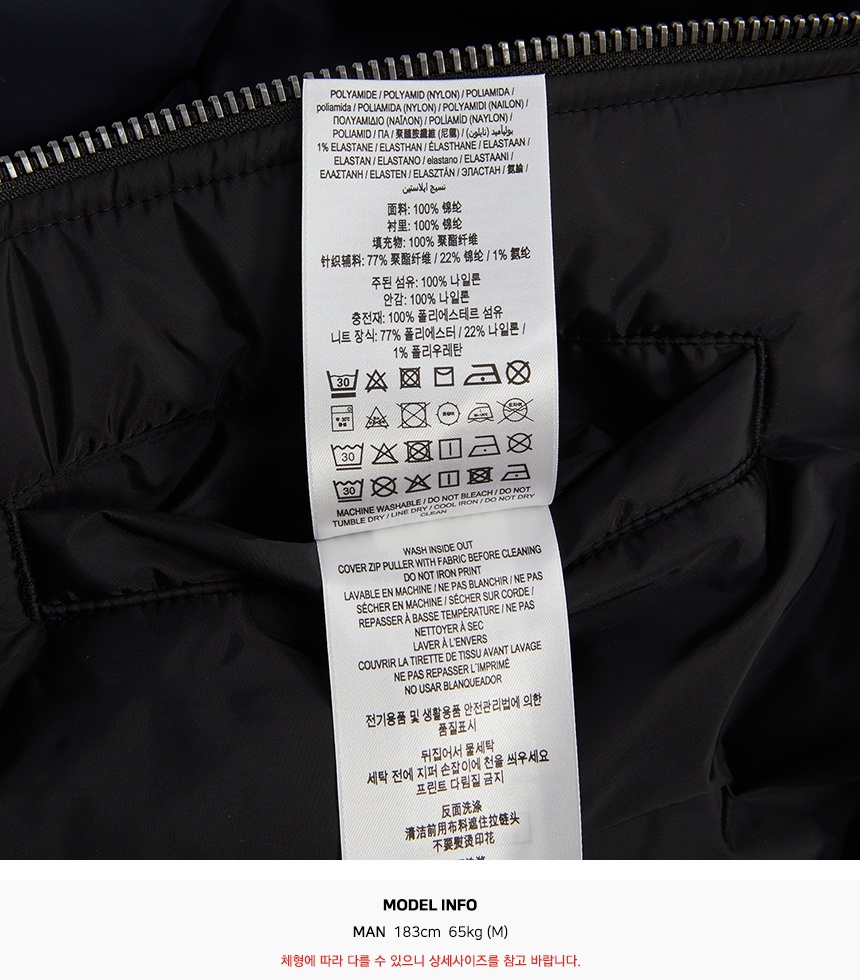 POLYAMIDE / POLYAMID (NYLON) / POLIAMIDA /
poliamida / POLIAMIDA (NYLON) / POLYAMIDI (NAILON) /
ΠΟΛΥΑΜΙΔΙΟ (ΝΑΪΛΟΝ) / POLÍAMÍD (NAYLON) /
POLIAMID / ПА / 聚醯胺纖維 (尼龍) / (نايلون) بولياميد
1% ELASTANE / ELASTHAN / ÉLASTHANE / ELASTAAN /
ELASTAN / ELASTANO / elastano / ELASTAANI /
ΕΛΑΣΤΑΝΗ / ELASTEN / ELASZTÁN / ЭЛАСТАН / 氨綸 /
نسيج ايلاستين
面料: 100% 锦纶
衬里: 100% 锦纶
填充物: 100% 聚酯纤维
针织辅料: 77% 聚酯纤维 / 22% 锦纶 / 1% 氨纶
주된 섬유: 100% 나일론
안감: 100% 나일론
충전재: 100% 폴리에스테르 섬유
니트 장식: 77% 폴리에스터 / 22% 나일론 /
1% 폴리우레탄
30
30
30
MACHINE WASHABLE / DO NOT BLEACH / DO NOT
TUMBLE DRY / LINE DRY / COOL IRON / DO NOT DRY
CLEAN
WASH INSIDE OUT
COVER ZIP PULLER WITH FABRIC BEFORE CLEANING
DO NOT IRON PRINT
LAVABLE EN MACHINE / NE PAS BLANCHIR / NE PAS
SÉCHER EN MACHINE / SÉCHER SUR CORDE /
REPASSER À BASSE TEMPÉRATURE / NE PAS
NETTOYER À SEC
LAVER À L'ENVERS
COUVRIR LA TIRETTE DE TISSU AVANT LAVAGE
NE PAS REPASSER L'IMPRIMÉ
NO USAR BLANQUEADOR
전기용품 및 생활용품 안전관리법에 의한
품질표시
뒤집어서 물세탁
세탁 전에 지퍼 손잡이에 천을 씌우세요
프린트 다림질 금지
反面洗涤
清洁前用布料遮住拉链头
不要熨烫印花
MODEL INFO
MAN 183cm 65kg (M)
체형에 따라 다를 수 있으니 상세사이즈를 참고 바랍니다.